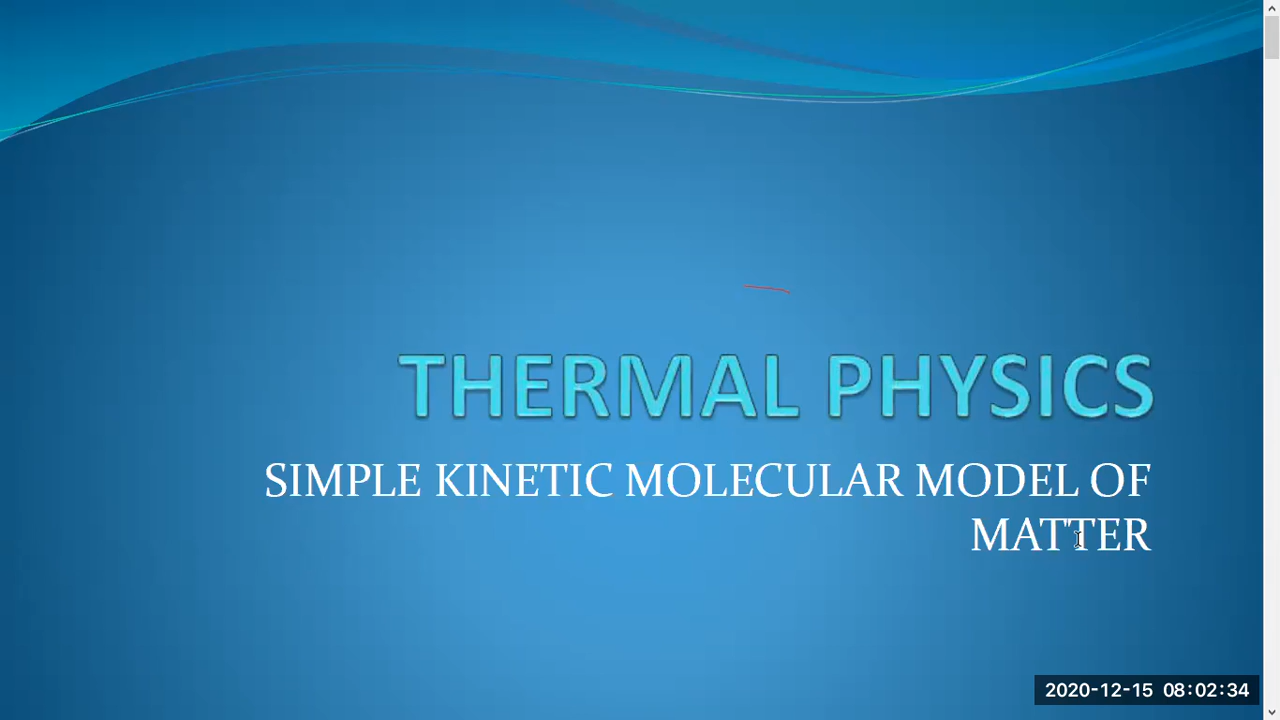 THERMAL PHYSICS
SIMPLE KINETIC MOLECULAR MODEL OF
MATTER
2020-12-15 08:02:34